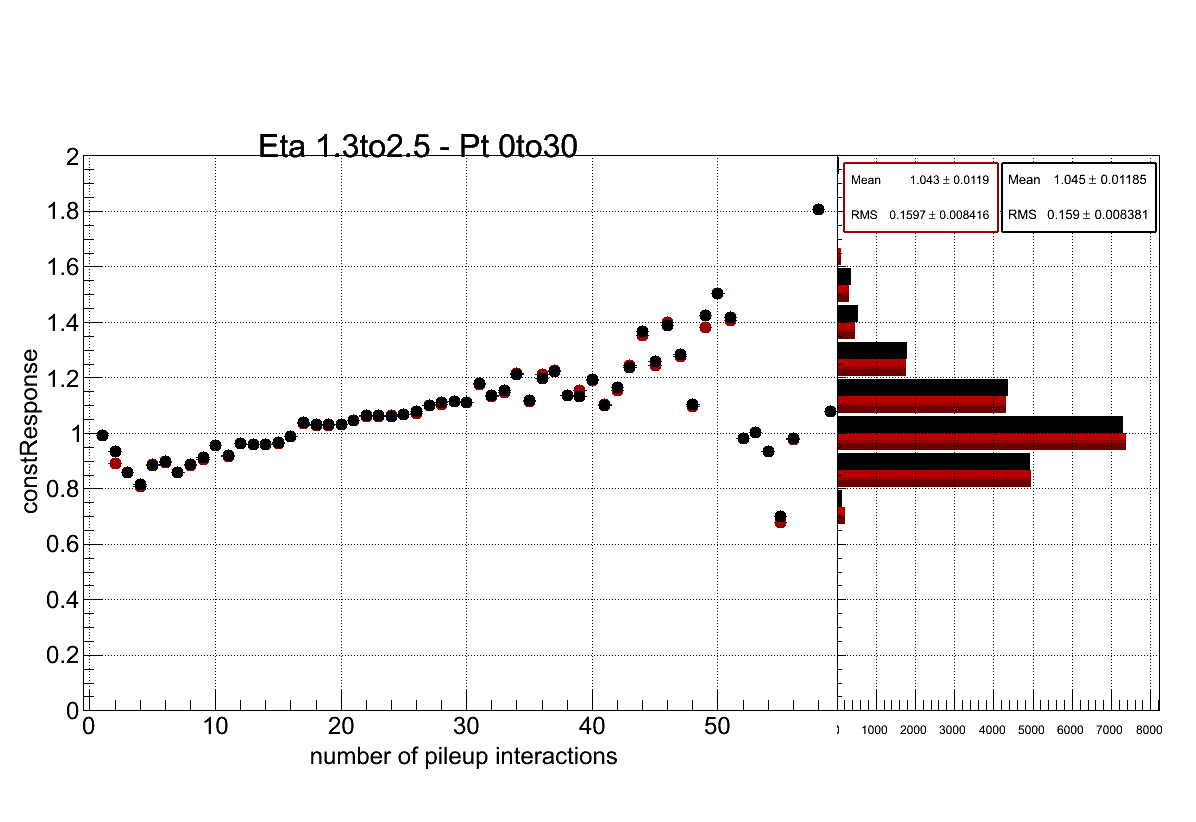 Eta 1.3to2.5 - Pt 0to30
constResponse
2
1.8
1.6
1.4
1.2
1
0.8
0.6
0.4
0.2
0
0 10 20 30 40 50
number of pileup interactions
Mean 1.043 ± 0.0119
RMS 0.1597 ± 0.008416
Mean 1.045 ± 0.01185
RMS 0.159 ± 0.008381
1000 2000 3000 4000 5000 6000 7000 8000